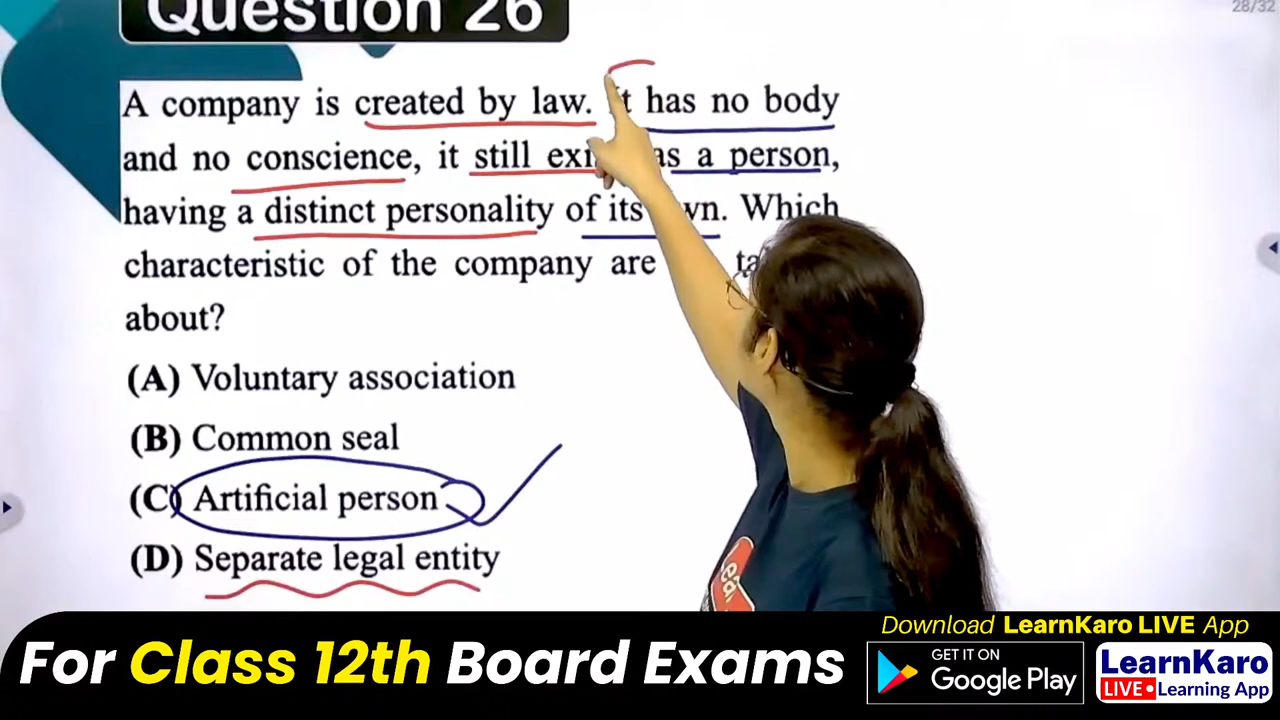 Question 26
28/32
A company is created by law. It has no body
and no conscience, it still as a person,
having a distinct personality of its own. Which
characteristic of the company are
about?
(A) Voluntary association
(B) Common seal
(C) Artificial person
(D) Separate legal entity
For Class 12th Board Exams
Download LearnKaro LIVE App
GET IT ON
Google Play
LearnKaro
LIVE Learning App